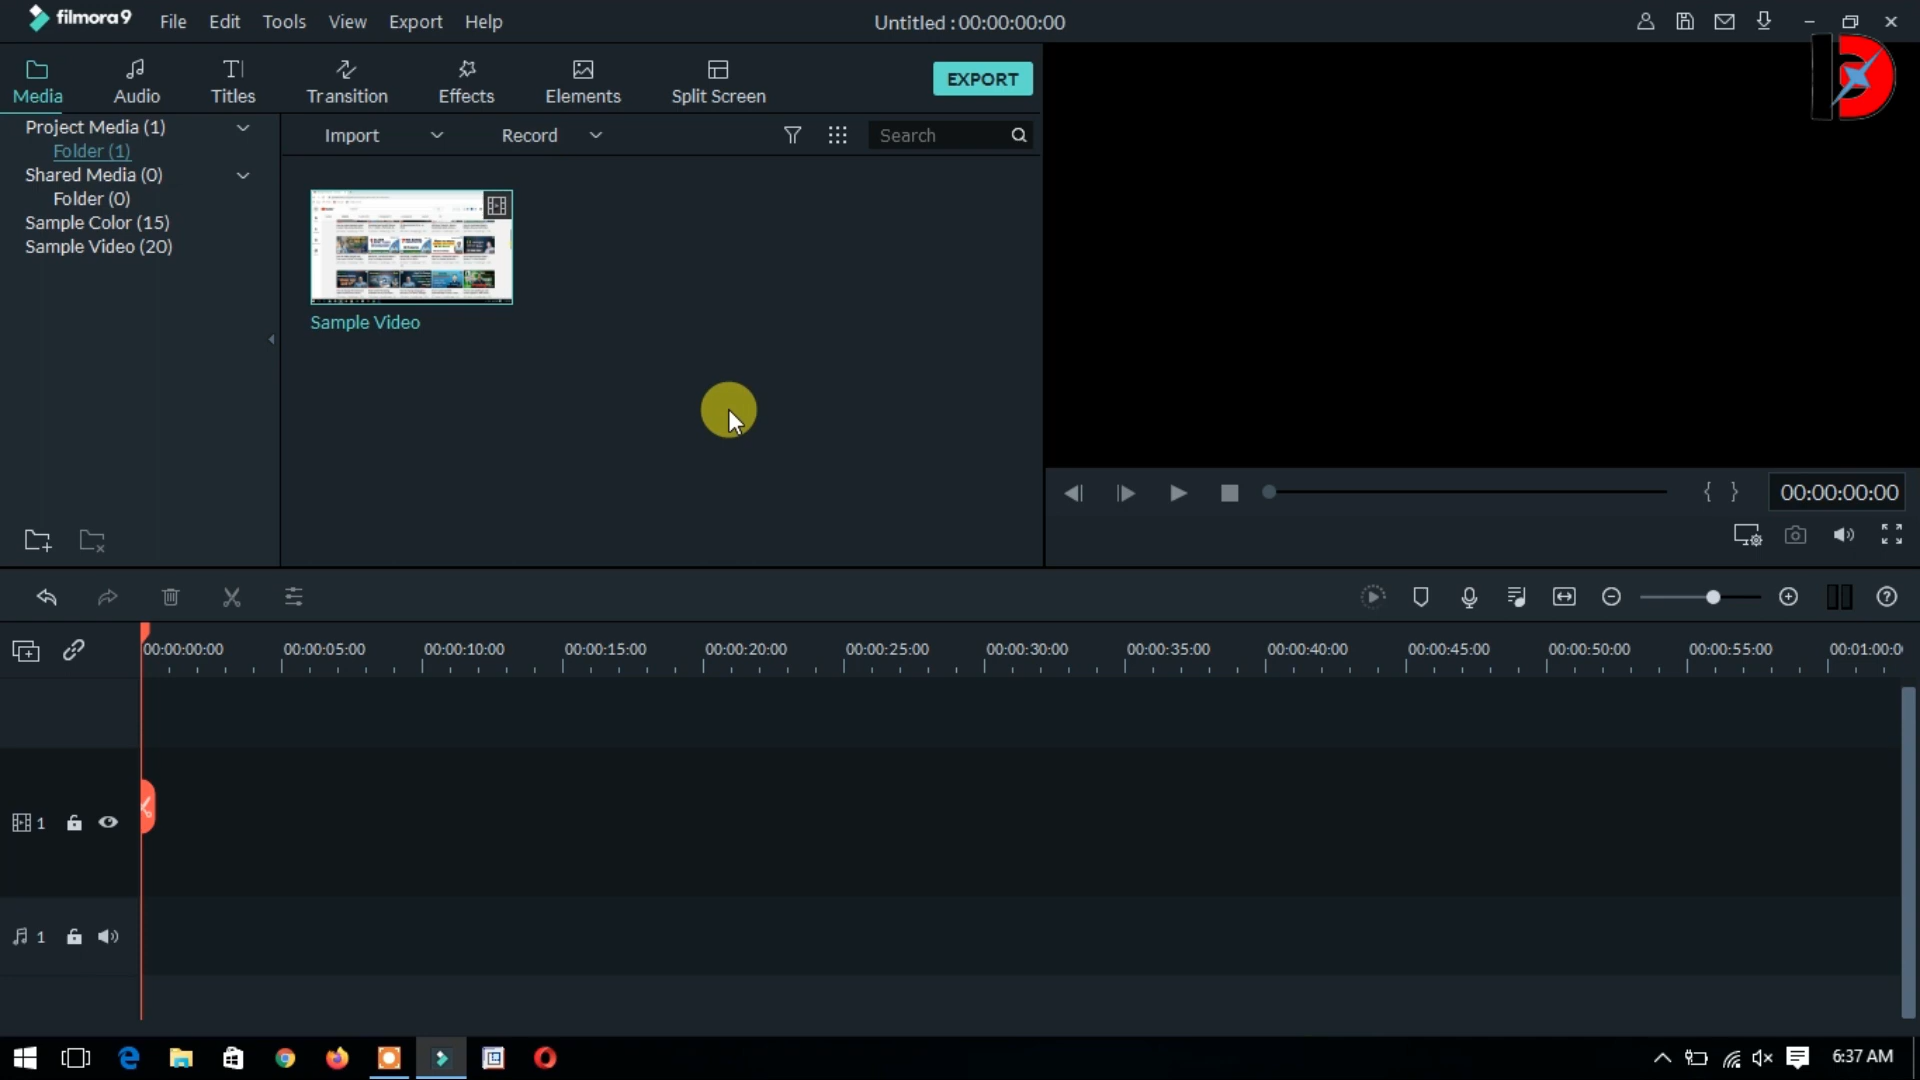 filmora9 File Edit Tools View Export Help Untitled : 00:00:00:00
Media Audio Titles Transition Effects Elements Split Screen EXPORT
Project Media (1)
Folder (1)
Shared Media (0)
Folder (0)
Sample Color (15)
Sample Video (20)
Import Record Search
Sample Video
00:00:00:00
00:00:00:00 00:00:05:00 00:00:10:00 00:00:15:00 00:00:20:00 00:00:25:00 00:00:30:00 00:00:35:00 00:00:40:00 00:00:45:00 00:00:50:00 00:00:55:00 00:01:00:0
1
1
6:37 AM